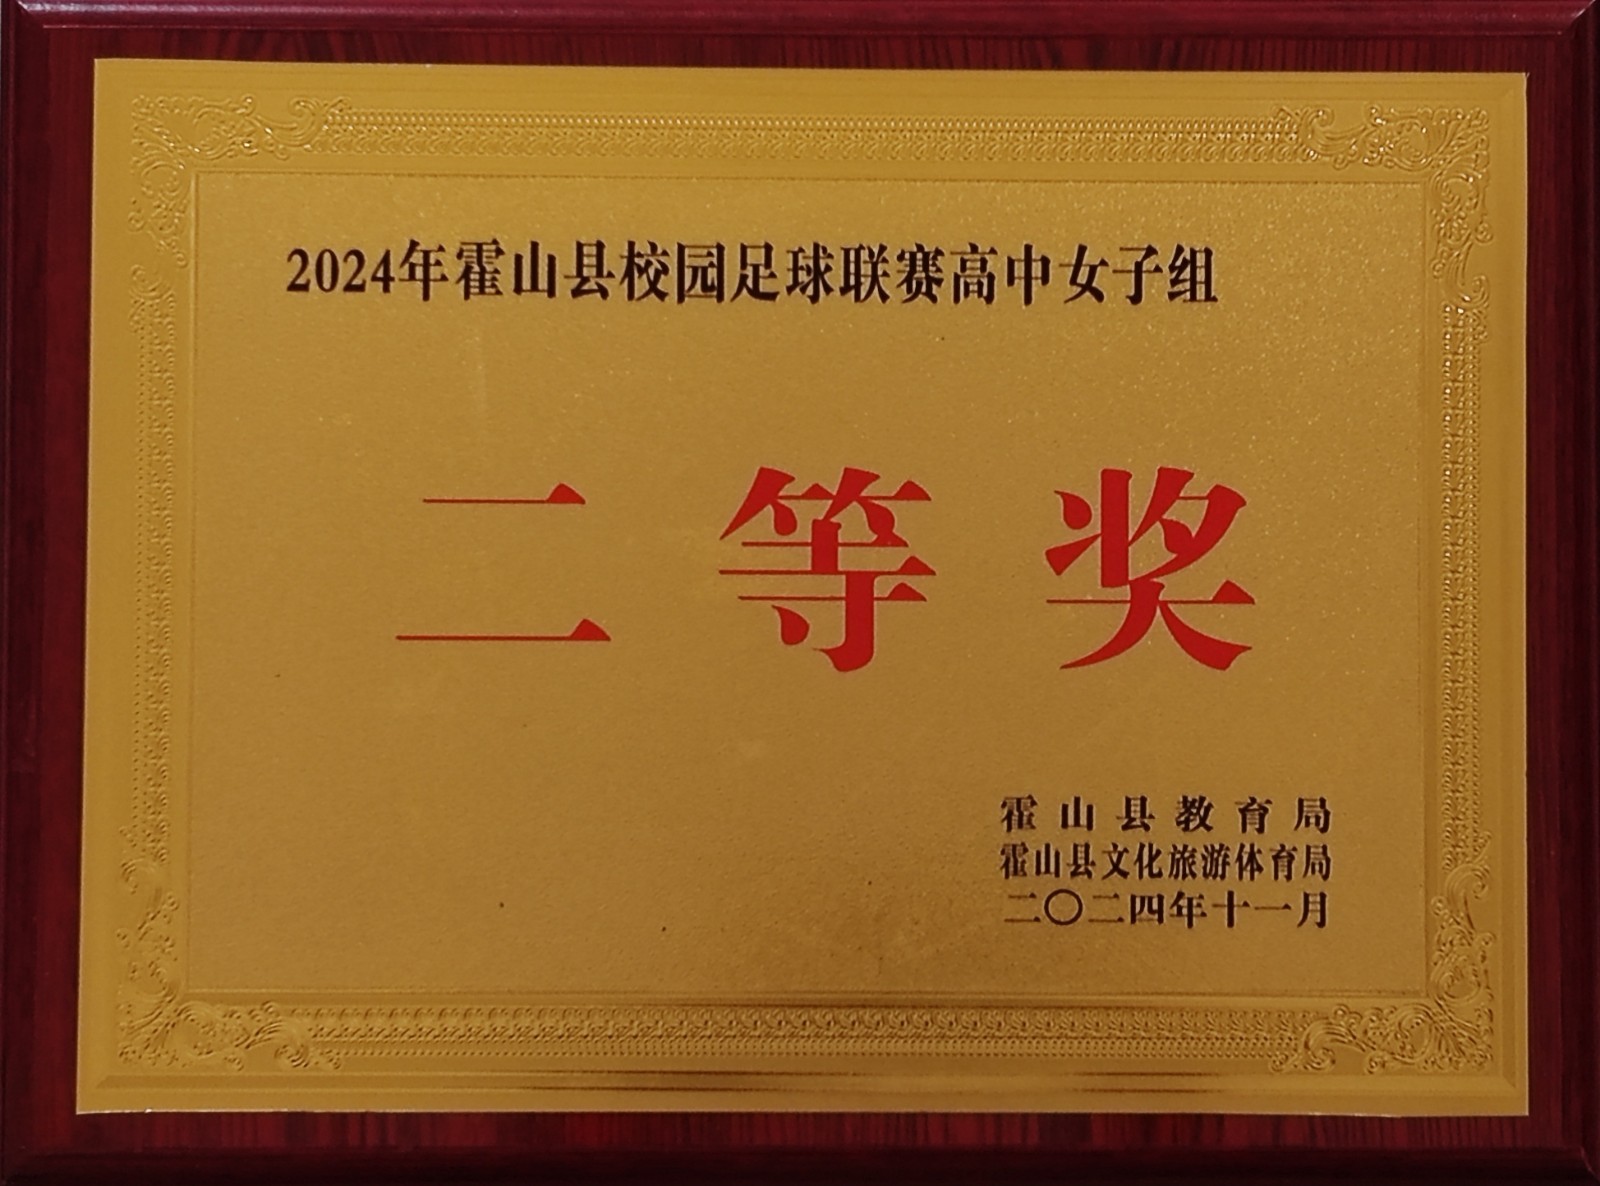 2024年霍山县校园足球联赛高中女子组
二等奖
霍山县教育局
霍山县文化旅游体育局
二〇二四年十一月